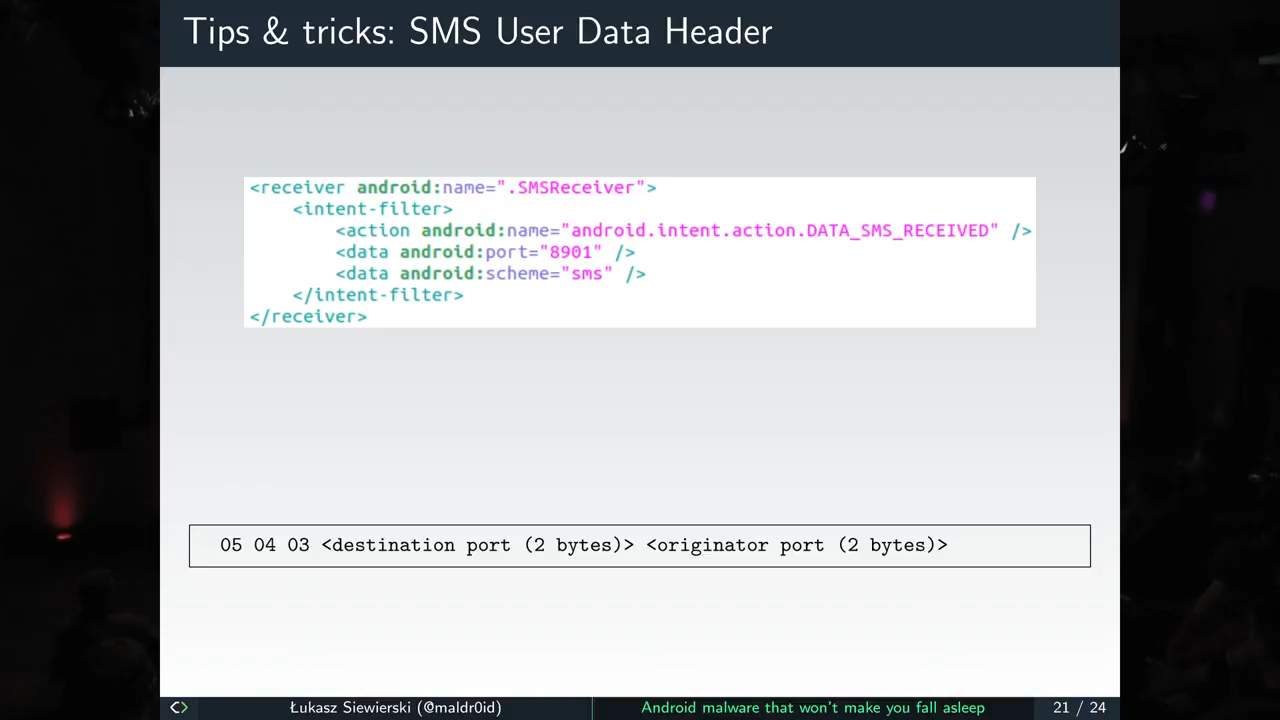 Tips & tricks: SMS User Data Header
<receiver android:name=".SMSReceiver">
    <intent-filter>
        <action android:name="android.intent.action.DATA_SMS_RECEIVED" />
        <data android:port="8901" />
        <data android:scheme="sms" />
    </intent-filter>
</receiver>
05 04 03 <destination port (2 bytes)> <originator port (2 bytes)>
Łukasz Siewierski (@maldr0id) Android malware that won't make you fall asleep 21 / 24